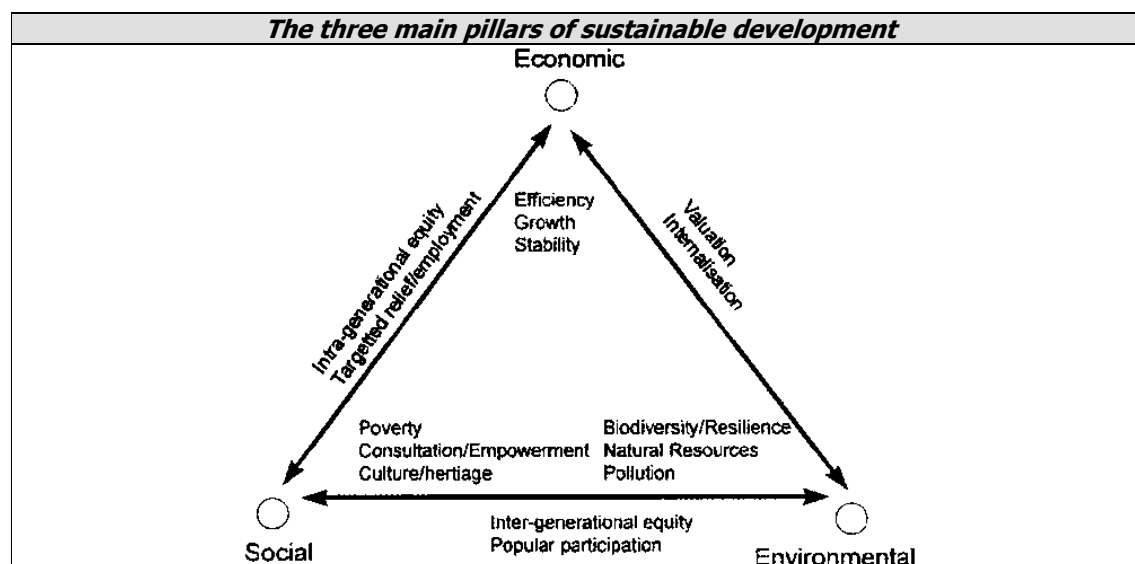 The three main pillars of sustainable development
Economic
Efficiency
Growth
Stability
Intra-generational equity
Targetted relief/employment
Valuation
Internalisation
Poverty
Consultation/Empowerment
Culture/hertiage
Biodiversity/Resilience
Natural Resources
Pollution
Inter-generational equity
Popular participation
Social
Environmental